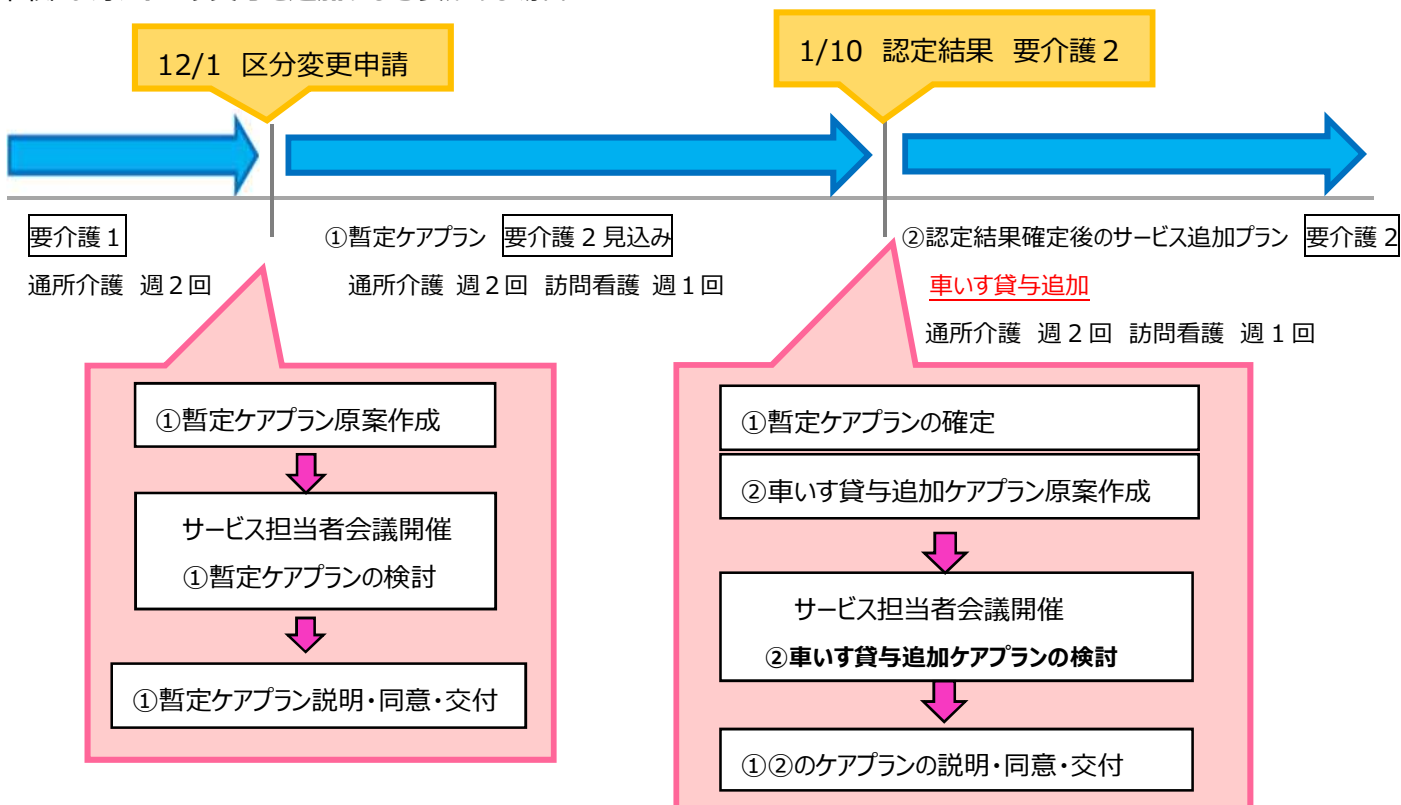 12/1 区分変更申請
1/10 認定結果 要介護２
要介護１
通所介護 週２回
①暫定ケアプラン 要介護２見込み
通所介護 週２回 訪問看護 週１回
②認定結果確定後のサービス追加プラン 要介護２
車いす貸与追加
通所介護 週２回 訪問看護 週１回
①暫定ケアプラン原案作成
サービス担当者会議開催
①暫定ケアプランの検討
①暫定ケアプラン説明・同意・交付
①暫定ケアプランの確定
②車いす貸与追加ケアプラン原案作成
サービス担当者会議開催
②車いす貸与追加ケアプランの検討
①②のケアプランの説明・同意・交付